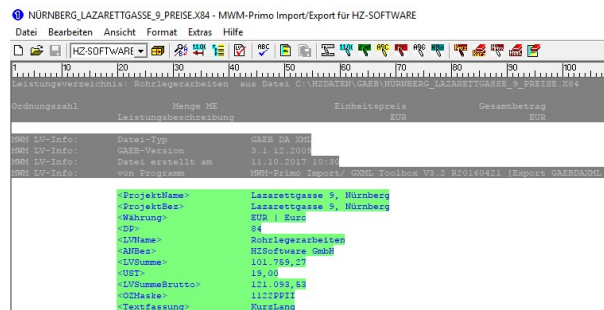 NÜRNBERG_LAZARETTGASSE_9_PREISE.X84 - MWM-Primo Import/Export für HZ-SOFTWARE
Datei Bearbeiten Ansicht Format Extras Hilfe
HZ-SOFTWARE
1 10 20 30 40 50 60 70 80 90 100
Leistungsverzeichnis: Rohrlegerarbeiten aus Datei C:\HZDATEN\GAEB\NÜRNBERG_LAZARETTGASSE_9_PREISE.X84
Ordnungszahl Menge ME Einheitspreis Gesamtbetrag
Leistungsbeschreibung EUR EUR
MWM LV-Info: Datei-Typ GAEB DA XML
MWM LV-Info: GAEB-Version 3.1 12.2009
MWM LV-Info: Datei erstellt am 11.10.2017 10:30
MWM LV-Info: von Programm MWM-Primo Import/ GXML Toolbox V3.2 R20160421 (Export GAEBDAXML
<ProjektName> Lazarettgasse 9, Nürnberg
<ProjektBez> Lazarettgasse 9, Nürnberg
<Währung> EUR | Euro
<DP> 84
<LVName> Rohrlegerarbeiten
<ANBez> HZSoftware GmbH
<LVSumme> 101.759,27
<UST> 19,00
<LVSummeBrutto> 121.093,53
<OZMaske> 1122PPII
<Textfassung> KurzLang